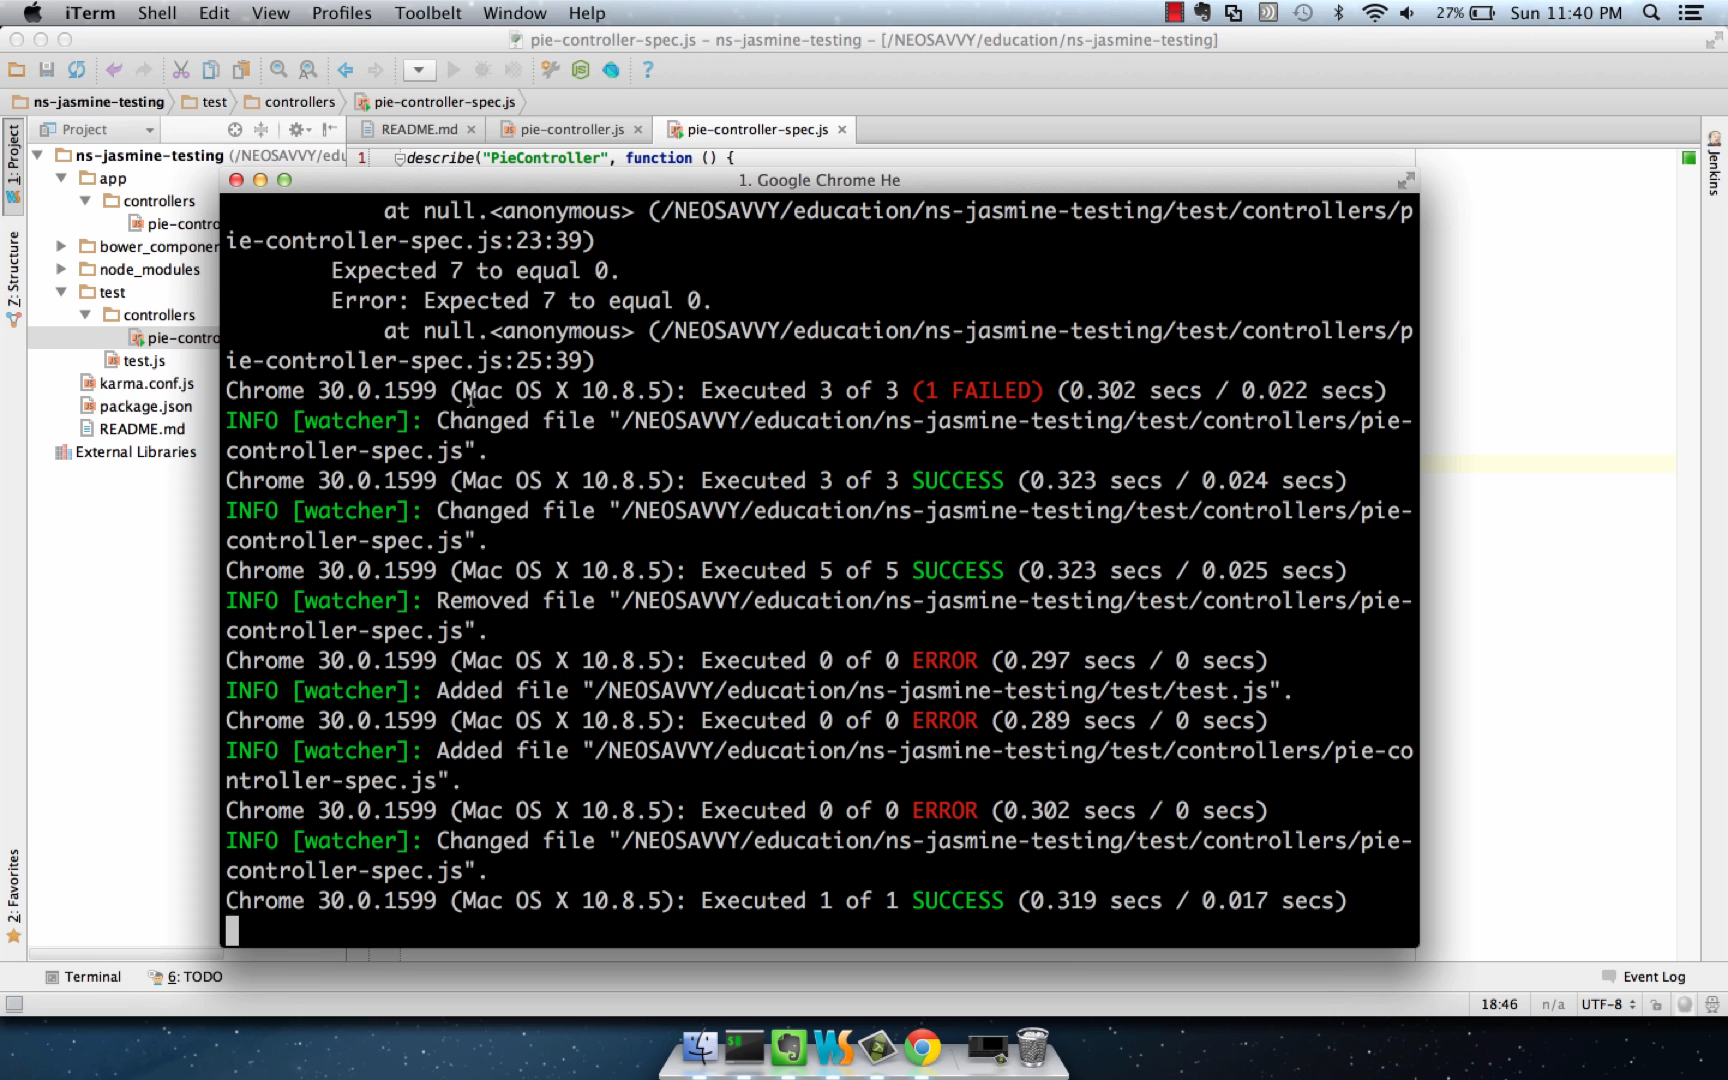 iTerm Shell Edit View Profiles Toolbelt Window Help 27% Sun 11:40 PM
pie-controller-spec.js – ns-jasmine-testing – [/NEOSAVVY/education/ns-jasmine-testing]
ns-jasmine-testing test controllers pie-controller-spec.js
Project README.md pie-controller.js pie-controller-spec.js
1: Project
Z: Structure
2: Favorites
Jenkins
ns-jasmine-testing (/NEOSAVVY/edu
app
controllers
pie-contro
bower_componer
node_modules
test
controllers
pie-contro
test.js
karma.conf.js
package.json
README.md
External Libraries
1 describe("PieController", function () {
1. Google Chrome He
at null.<anonymous> (/NEOSAVVY/education/ns-jasmine-testing/test/controllers/p
ie-controller-spec.js:23:39)
Expected 7 to equal 0.
Error: Expected 7 to equal 0.
at null.<anonymous> (/NEOSAVVY/education/ns-jasmine-testing/test/controllers/p
ie-controller-spec.js:25:39)
Chrome 30.0.1599 (Mac OS X 10.8.5): Executed 3 of 3 (1 FAILED) (0.302 secs / 0.022 secs)
INFO [watcher]: Changed file "/NEOSAVVY/education/ns-jasmine-testing/test/controllers/pie-
controller-spec.js".
Chrome 30.0.1599 (Mac OS X 10.8.5): Executed 3 of 3 SUCCESS (0.323 secs / 0.024 secs)
INFO [watcher]: Changed file "/NEOSAVVY/education/ns-jasmine-testing/test/controllers/pie-
controller-spec.js".
Chrome 30.0.1599 (Mac OS X 10.8.5): Executed 5 of 5 SUCCESS (0.323 secs / 0.025 secs)
INFO [watcher]: Removed file "/NEOSAVVY/education/ns-jasmine-testing/test/controllers/pie-
controller-spec.js".
Chrome 30.0.1599 (Mac OS X 10.8.5): Executed 0 of 0 ERROR (0.297 secs / 0 secs)
INFO [watcher]: Added file "/NEOSAVVY/education/ns-jasmine-testing/test/test.js".
Chrome 30.0.1599 (Mac OS X 10.8.5): Executed 0 of 0 ERROR (0.289 secs / 0 secs)
INFO [watcher]: Added file "/NEOSAVVY/education/ns-jasmine-testing/test/controllers/pie-co
ntroller-spec.js".
Chrome 30.0.1599 (Mac OS X 10.8.5): Executed 0 of 0 ERROR (0.302 secs / 0 secs)
INFO [watcher]: Changed file "/NEOSAVVY/education/ns-jasmine-testing/test/controllers/pie-
controller-spec.js".
Chrome 30.0.1599 (Mac OS X 10.8.5): Executed 1 of 1 SUCCESS (0.319 secs / 0.017 secs)
Terminal 6: TODO Event Log
18:46 n/a UTF-8